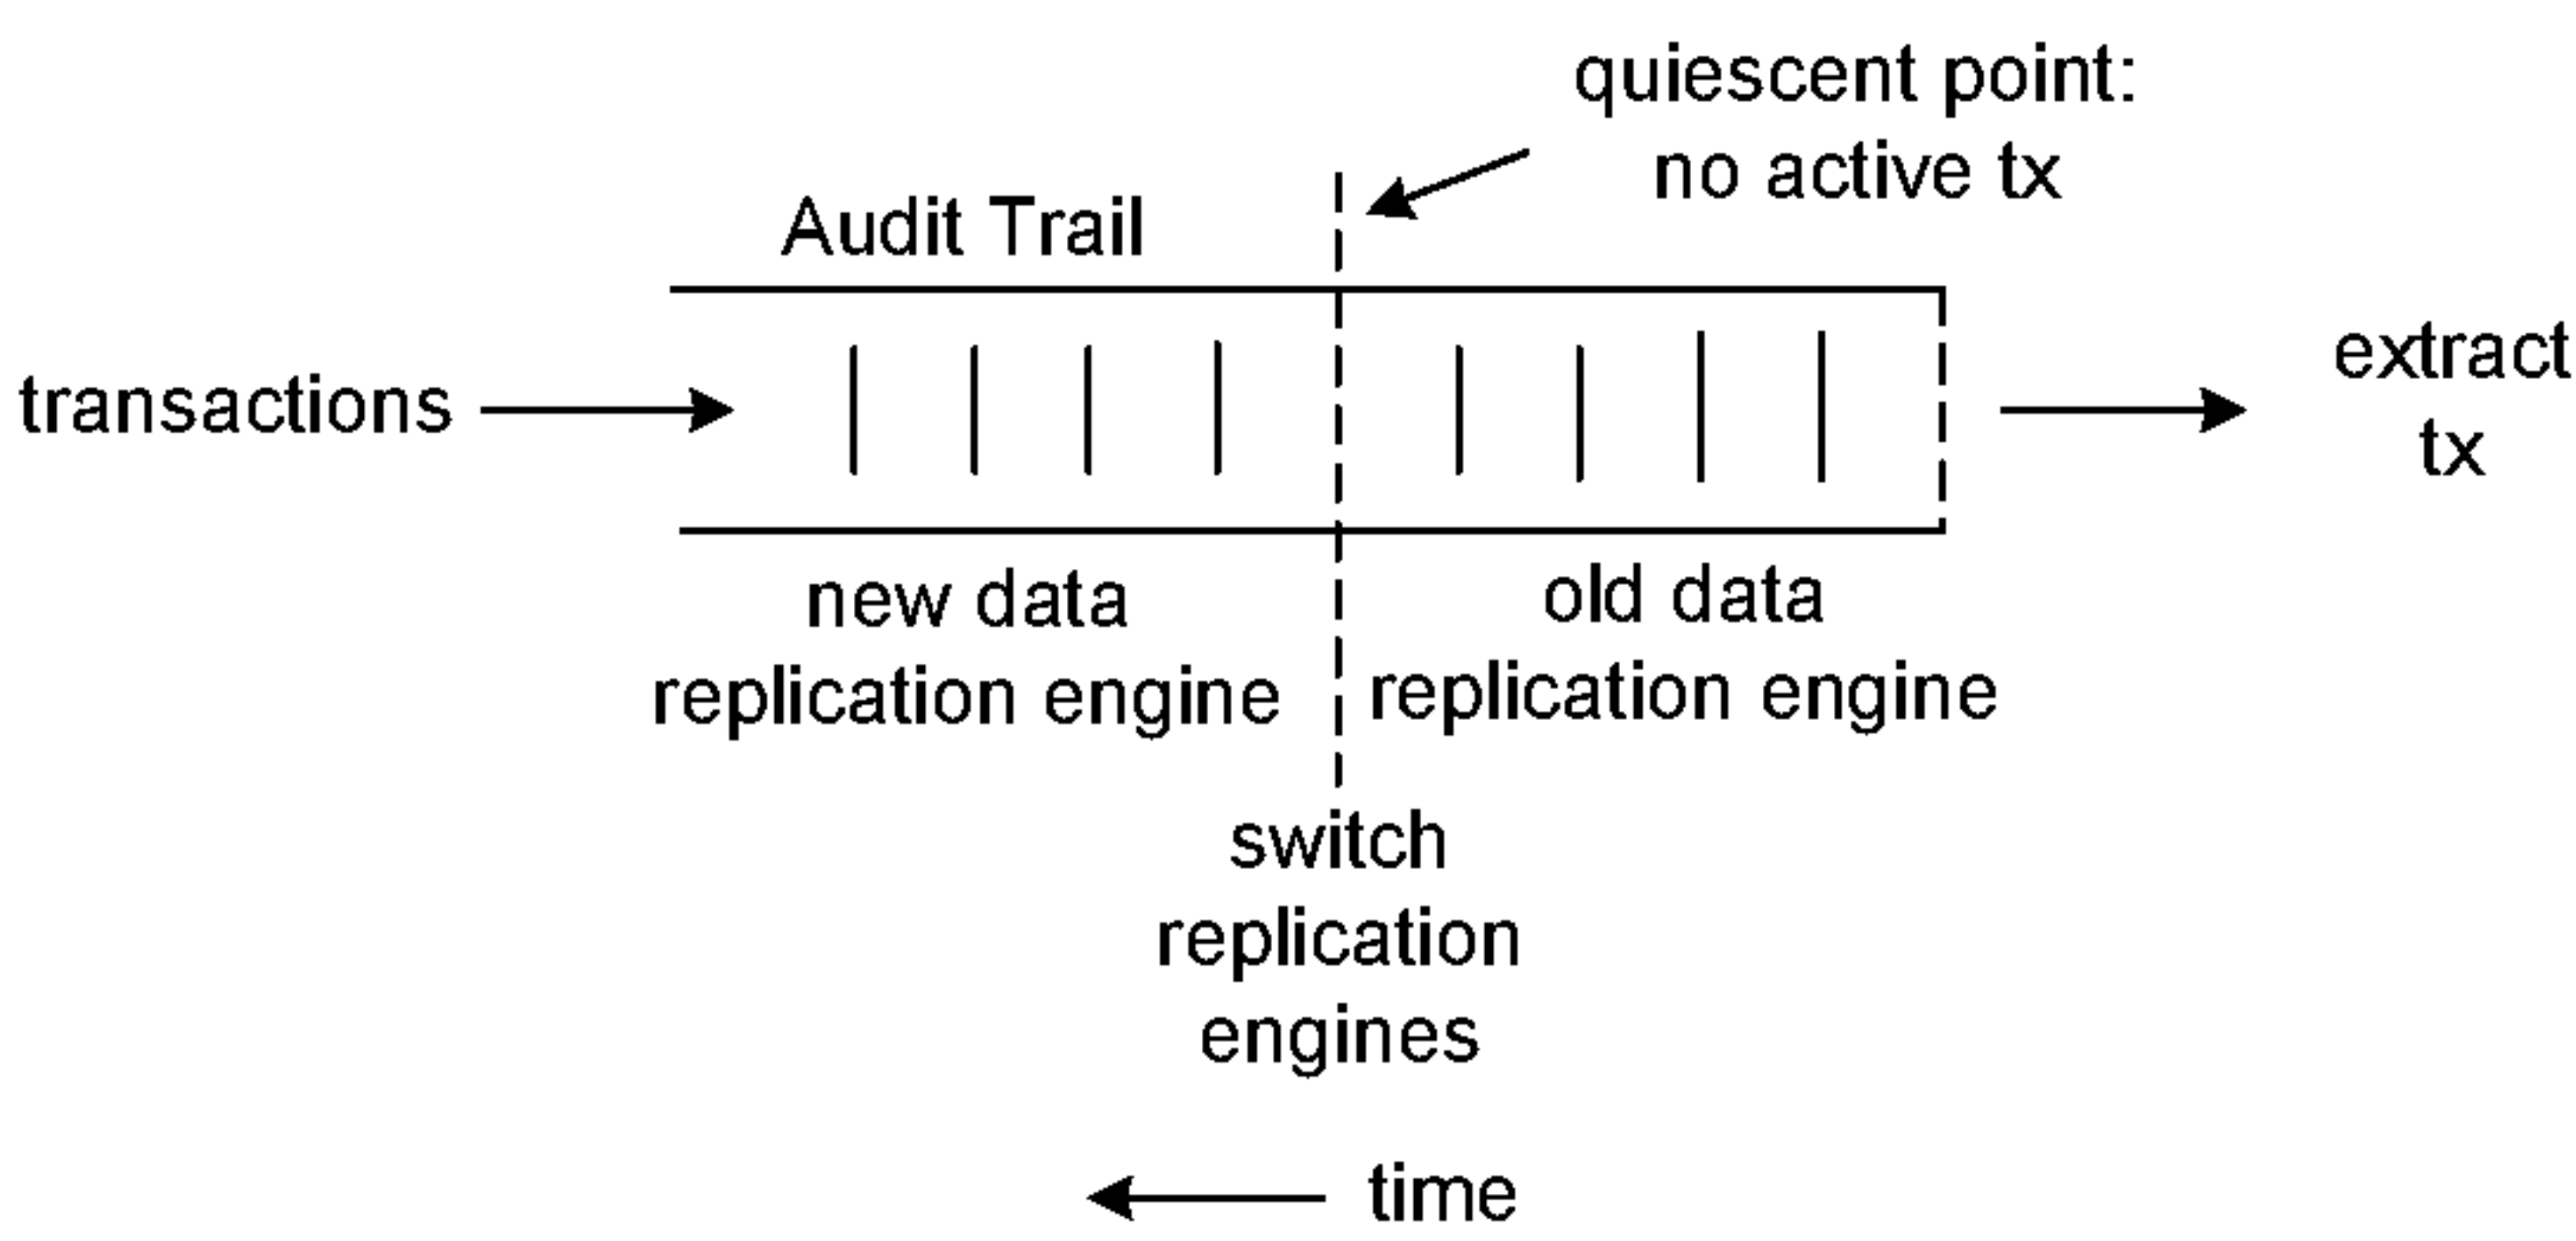 quiescent point:
no active tx
Audit Trail
transactions
extract
tx
new data
replication engine
old data
replication engine
switch
replication
engines
time